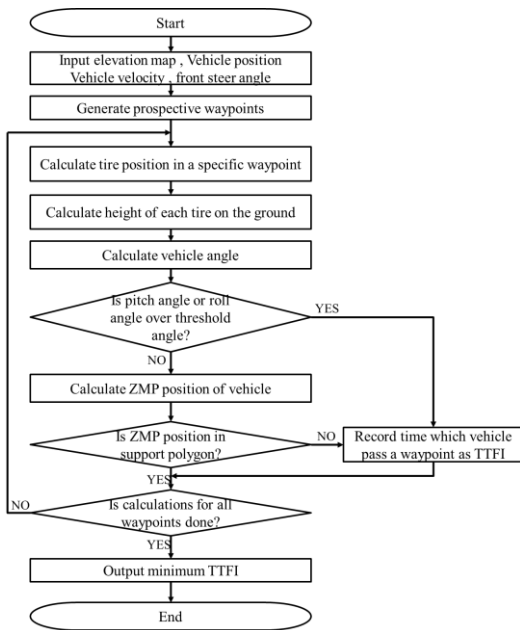 Start
Input elevation map , Vehicle position
Vehicle velocity , front steer angle
Generate prospective waypoints
Calculate tire position in a specific waypoint
Calculate height of each tire on the ground
Calculate vehicle angle
Is pitch angle or roll
angle over threshold
angle?
YES
NO
Calculate ZMP position of vehicle
Is ZMP position in
support polygon?
NO
Record time which vehicle
pass a waypoint as TTFI
YES
NO
Is calculations for all
waypoints done?
YES
Output minimum TTFI
End